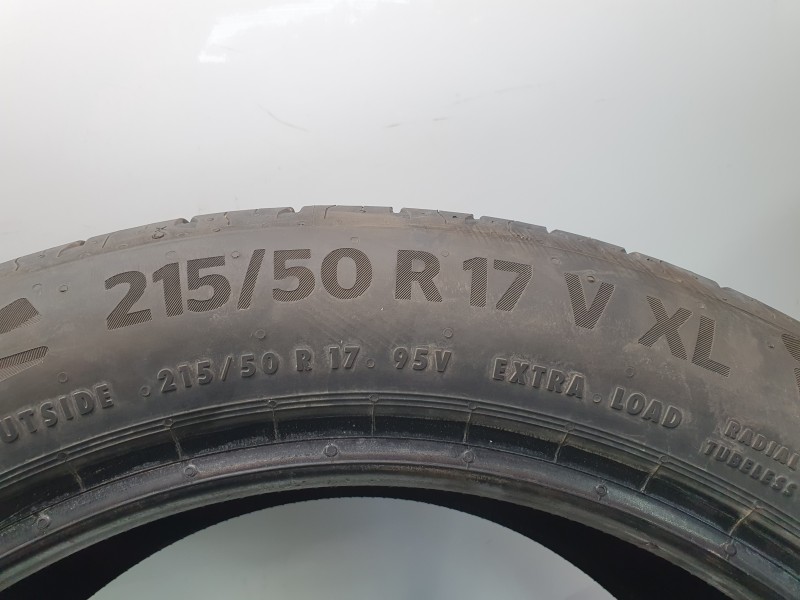 215/50 R 17 V XL
UTSIDE . 215/50 R 17 . 95V EXTRA . LOAD
RADIAL
TUBELESS